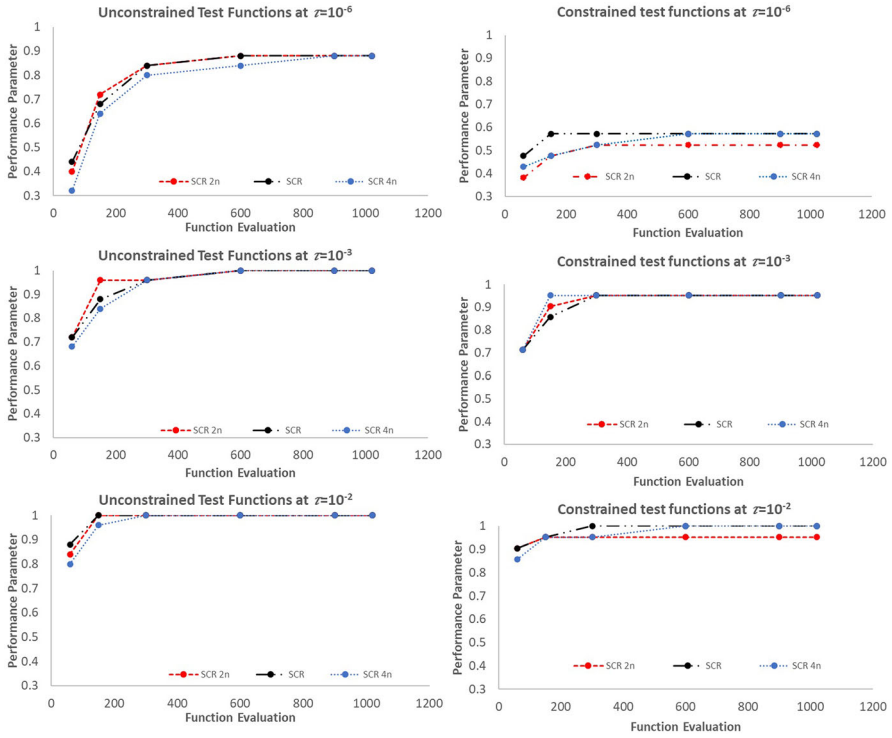 Unconstrained Test Functions at τ=10-6
Performance Parameter
1
0.9
0.8
0.7
0.6
0.5
0.4
0.3
SCR 2n SCR SCR 4n
0 200 400 600 800 1000 1200
Function Evaluation
Constrained test functions at τ=10-6
Performance Parameter
1
0.9
0.8
0.7
0.6
0.5
0.4
0.3
SCR 2n SCR SCR 4n
0 200 400 600 800 1000 1200
Function Evaluation
Unconstrained Test Functions at τ=10-3
Performance Parameter
1
0.9
0.8
0.7
0.6
0.5
0.4
0.3
SCR 2n SCR SCR 4n
0 200 400 600 800 1000 1200
Function Evaluation
Constrained test functions at τ=10-3
Performance Parameter
1
0.9
0.8
0.7
0.6
0.5
0.4
0.3
SCR 2n SCR SCR 4n
0 200 400 600 800 1000 1200
Function Evaluation
Unconstrained Test Functions at τ=10-2
Performance Parameter
1
0.9
0.8
0.7
0.6
0.5
0.4
0.3
SCR 2n SCR SCR 4n
0 200 400 600 800 1000 1200
Function Evaluation
Constrained test functions at τ=10-2
Performance Parameter
1
0.9
0.8
0.7
0.6
0.5
0.4
0.3
SCR 2n SCR SCR 4n
0 200 400 600 800 1000 1200
Function Evaluation